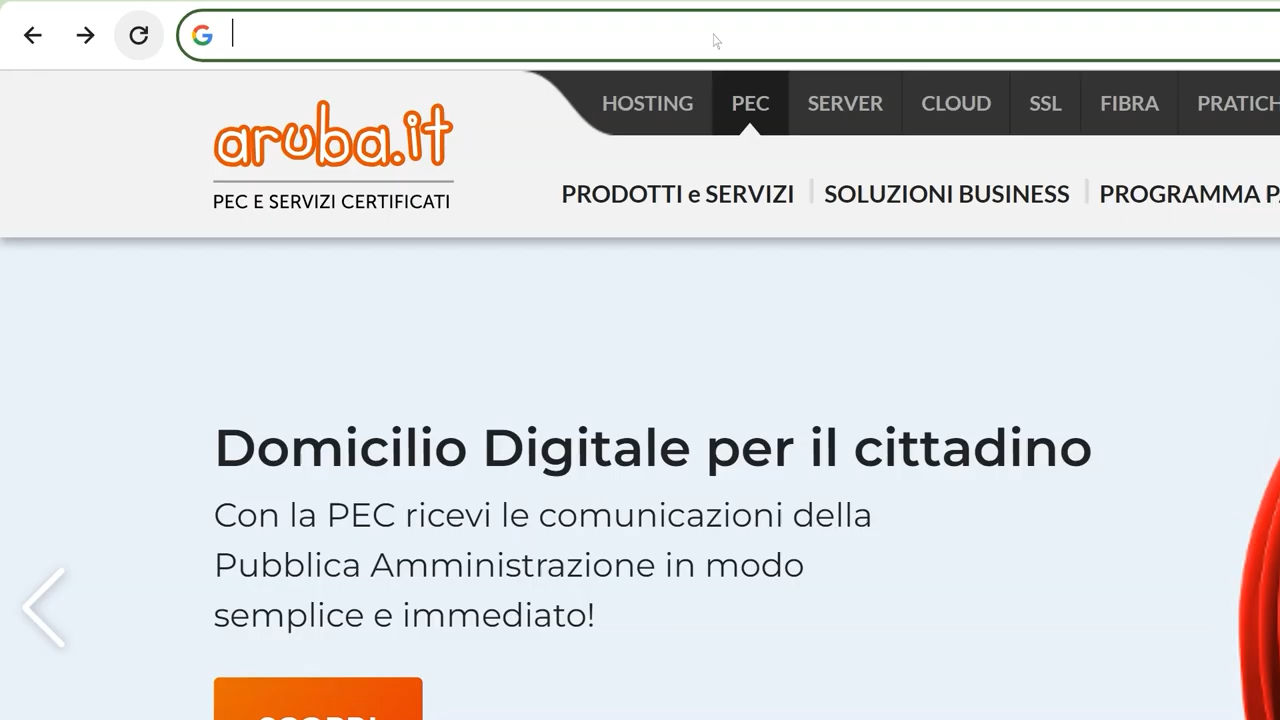 aruba.it
PEC E SERVIZI CERTIFICATI
HOSTING PEC SERVER CLOUD SSL FIBRA
PRODOTTI e SERVIZI SOLUZIONI BUSINESS PROGRAMMA
Domicilio Digitale per il cittadino
Con la PEC ricevi le comunicazioni della
Pubblica Amministrazione in modo
semplice e immediato!